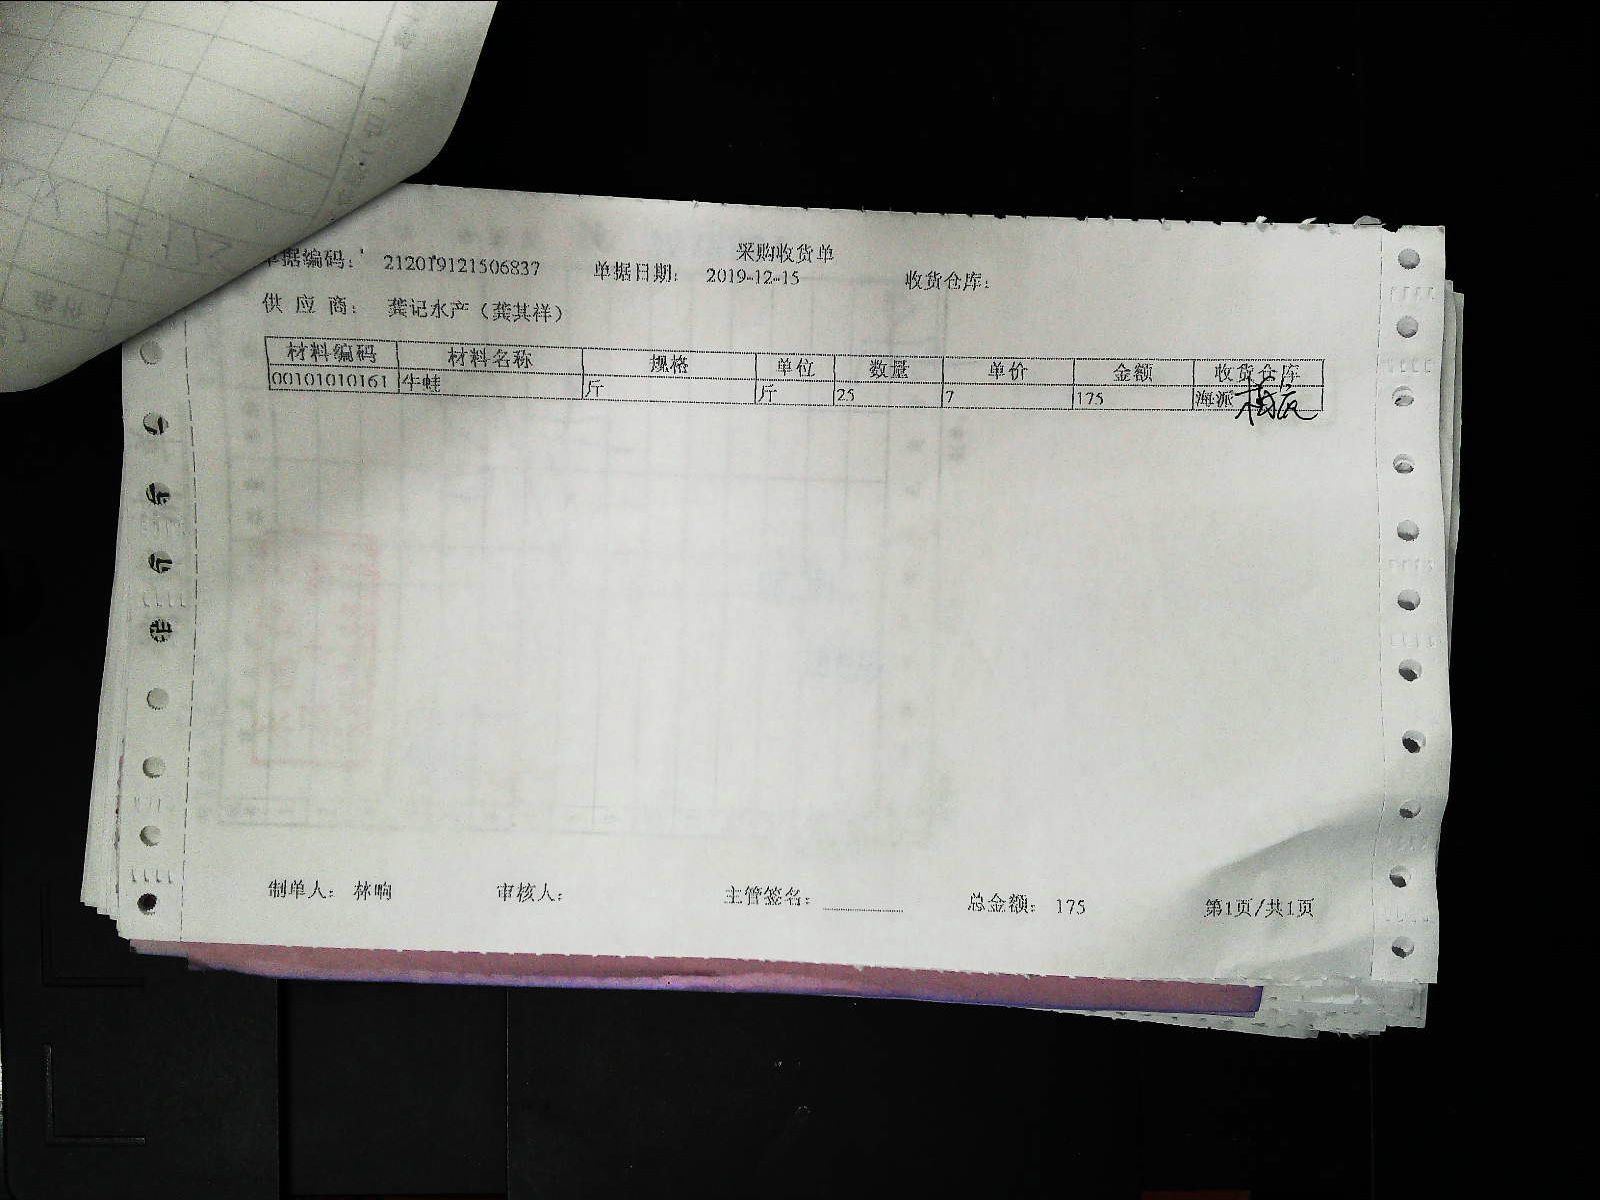 采购收货单
单据编码： 212019121506837 单据日期： 2019-12-15 收货仓库：
供 应 商： 龚记水产（龚其祥）
材料编码 材料名称 规格 单位 数量 单价 金额 收货仓库
00101010161 牛蛙 斤 斤 25 7 175 海派
制单人： 林响 审核人： 主管签名： 总金额： 175 第1页/共1页